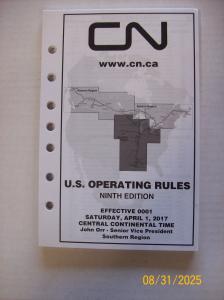 CN
www.cn.ca
U.S. OPERATING RULES
NINTH EDITION
EFFECTIVE 0001
SATURDAY, APRIL 1, 2017
CENTRAL CONTINENTAL TIME
John Orr - Senior Vice President
Southern Region
08/31/2025